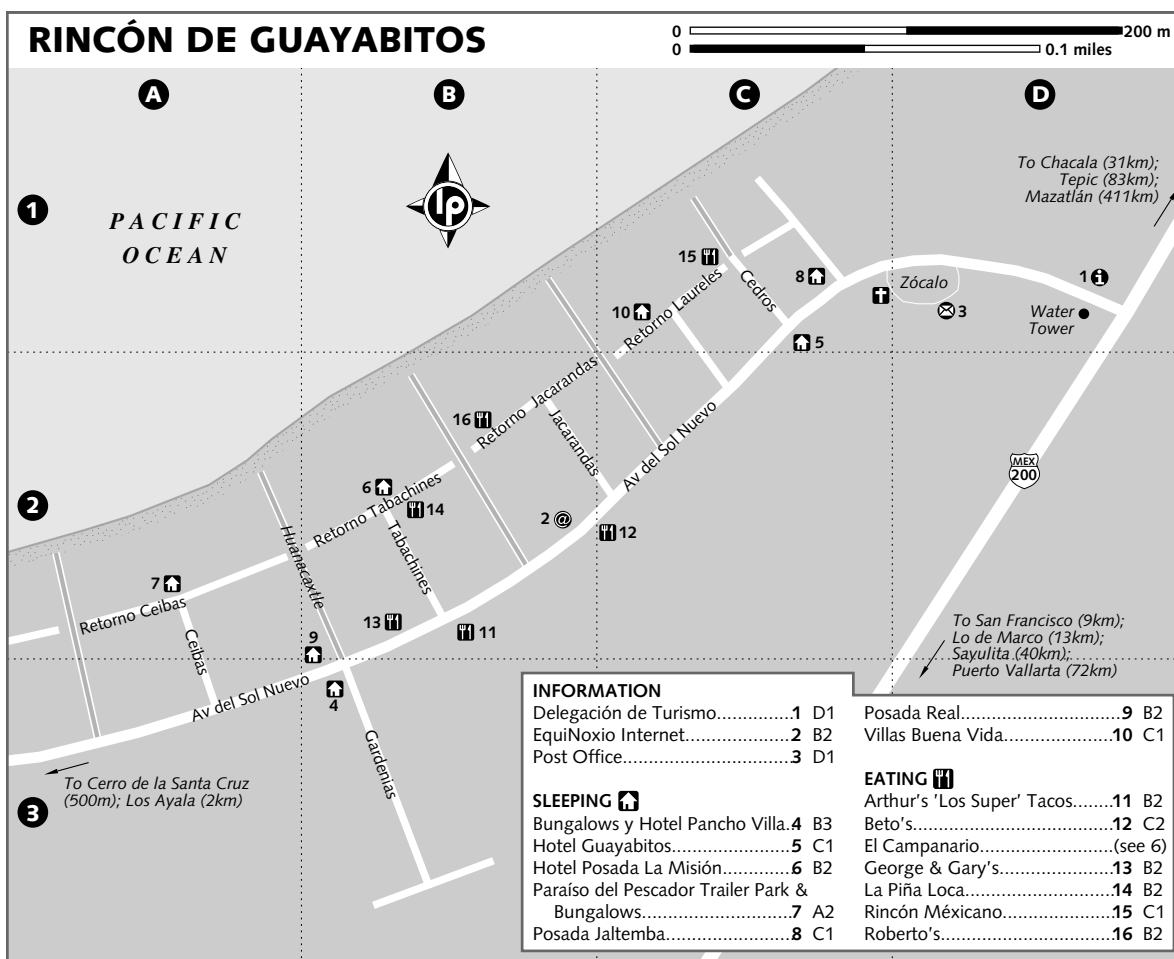 RINCÓN DE GUAYABITOS
0 200 m
0 0.1 miles
A
B
C
D
1
2
3
PACIFIC
OCEAN
lp
To Chacala (31km);
Tepic (83km);
Mazatlán (411km)
15
Retorno Laureles
Cedros
8
10
5
Zócalo
3
1
Water
Tower
16
Retorno Jacarandas
Jacarandas
Av del Sol Nuevo
MEX
200
6
14
Retorno Tabachines
Tabachines
2 @
12
Huanacaxtle
7
Retorno Ceibas
Ceibas
13
11
9
4
Av del Sol Nuevo
Gardenias
To San Francisco (9km);
Lo de Marco (13km);
Sayulita (40km);
Puerto Vallarta (72km)
To Cerro de la Santa Cruz
(500m); Los Ayala (2km)
INFORMATION
Delegación de Turismo..............1 D1
EquiNoxio Internet....................2 B2
Post Office................................3 D1
SLEEPING
Bungalows y Hotel Pancho Villa.4 B3
Hotel Guayabitos......................5 C1
Hotel Posada La Misión.............6 B2
Paraíso del Pescador Trailer Park &
Bungalows............................7 A2
Posada Jaltemba.......................8 C1
Posada Real..............................9 B2
Villas Buena Vida.....................10 C1
EATING
Arthur's 'Los Super' Tacos.......11 B2
Beto's.....................................12 C2
El Campanario....................(see 6)
George & Gary's.....................13 B2
La Piña Loca...........................14 B2
Rincón Méxicano.....................15 C1
Roberto's................................16 B2